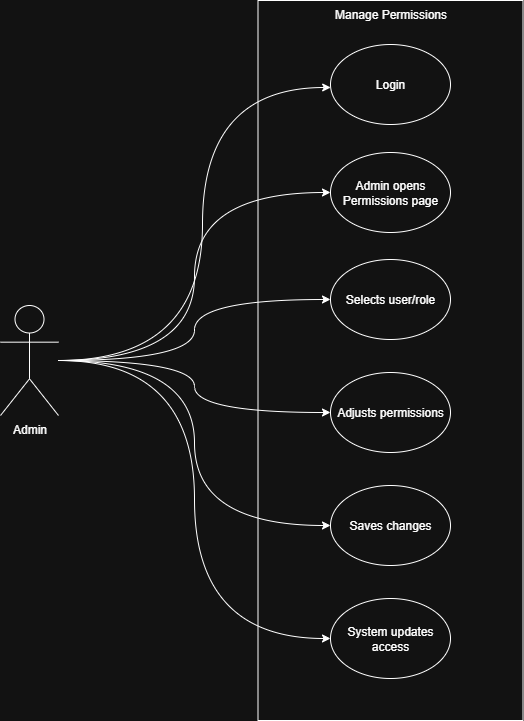 Manage Permissions
Login
Admin opens
Permissions page
Selects user/role
Adjusts permissions
Admin
Saves changes
System updates
access